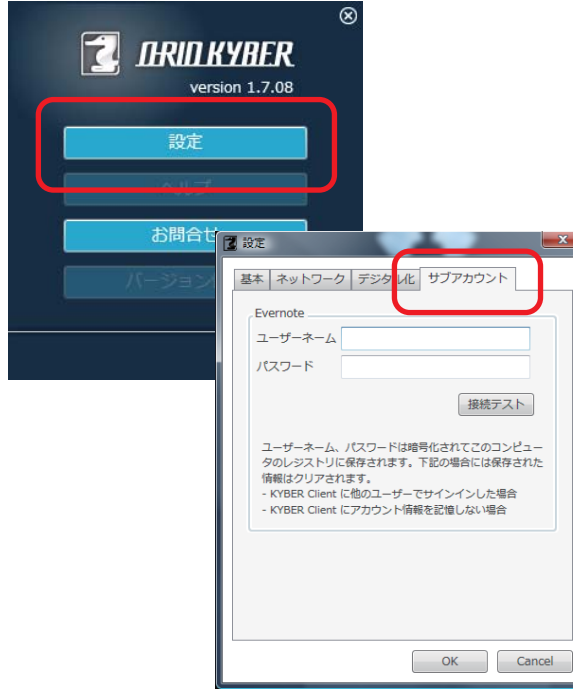 ORID KYBER
version 1.7.08
設定
ヘルプ
お問合せ
バージョン
設定
基本 ネットワーク デジタル化 サブアカウント
Evernote
ユーザーネーム
パスワード
接続テスト
ユーザーネーム、パスワードは暗号化されてこのコンピュー
タのレジストリに保存されます。下記の場合には保存された
情報はクリアされます。
- KYBER Client に他のユーザーでサインインした場合
- KYBER Client にアカウント情報を記憶しない場合
OK Cancel